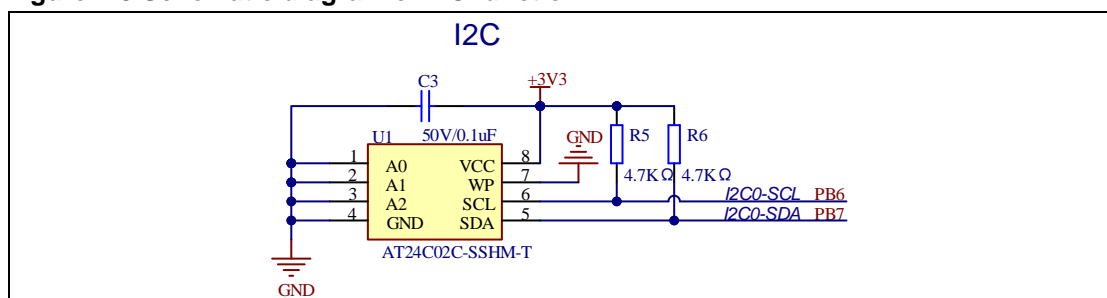 I2C
C3
+3V3
U1
50V/0.1uF
GND
R5
R6
1
A0
VCC
8
2
A1
WP
7
4.7KΩ
4.7KΩ
3
A2
SCL
6
I2C0-SCL
PB6
4
GND
SDA
5
I2C0-SDA
PB7
AT24C02C-SSHM-T
GND